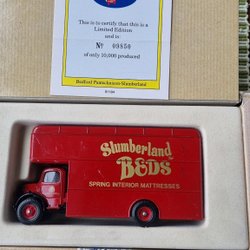 This is to certify that this is a
Limited Edition
and is:
Nº 09850
of only 10,000 produced
Bedford Pantechnicon-Slumberland
Slumberland
BEDS
SPRING INTERIOR MATTRESSES